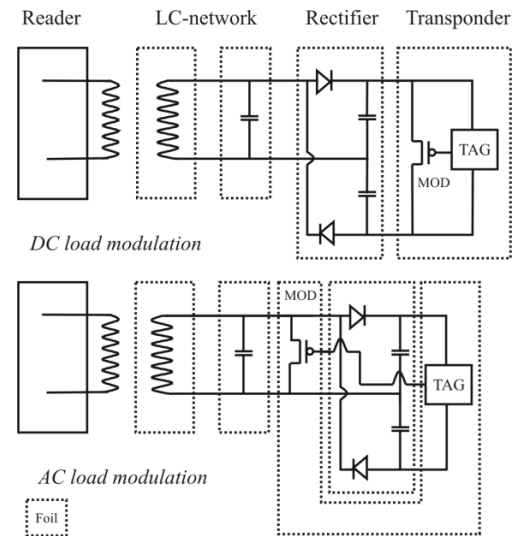 Reader LC-network Rectifier Transponder
TAG
MOD
DC load modulation
MOD
TAG
AC load modulation
Foil